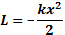 L = -kx²/2